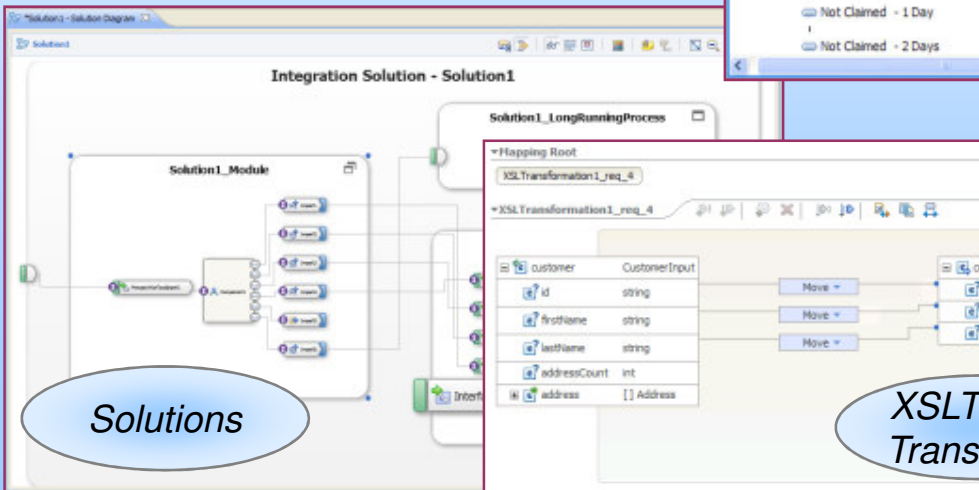 *Solution1 - Solution Diagram
Solution1
Integration Solution - Solution1
Solution1_Module
Solution1_LongRunningProcess
Solutions
Not Claimed - 1 Day
Not Claimed - 2 Days
Mapping Root
XSLTransformation1_req_4
XSLTransformation1_req_4
customer CustomerInput
id string
firstName string
lastName string
addressCount int
address [ ] Address
Move
Move
Move
XSLT
Trans